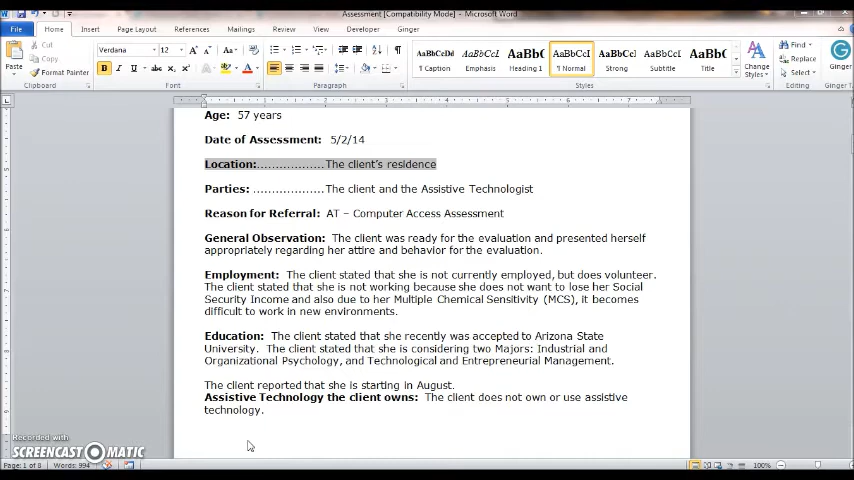 Assessment [Compatibility Mode] - Microsoft Word
File Home Insert Page Layout References Mailings Review View Developer Ginger
Paste Cut Copy Format Painter Clipboard
Verdana 12 Font
Paragraph
AaBbCcDd Caption AaBbCcI Emphasis AaBbC Heading 1 AaBbCcI ¶ Normal AaBbCcl Strong AaBbCcI Subtitle AaBbC Title Change Styles Styles
Find Replace Select Editing Ginger
Age: 57 years
Date of Assessment: 5/2/14
Location:..................The client's residence
Parties: ...................The client and the Assistive Technologist
Reason for Referral: AT – Computer Access Assessment
General Observation: The client was ready for the evaluation and presented herself
appropriately regarding her attire and behavior for the evaluation.
Employment: The client stated that she is not currently employed, but does volunteer.
The client stated that she is not working because she does not want to lose her Social
Security Income and also due to her Multiple Chemical Sensitivity (MCS), it becomes
difficult to work in new environments.
Education: The client stated that she recently was accepted to Arizona State
University. The client stated that she is considering two Majors: Industrial and
Organizational Psychology, and Technological and Entrepreneurial Management.
The client reported that she is starting in August.
Assistive Technology the client owns: The client does not own or use assistive
technology.
Recorded with
SCREENCAST-O-MATIC
Page: 1 of 8 Words: 994 100%